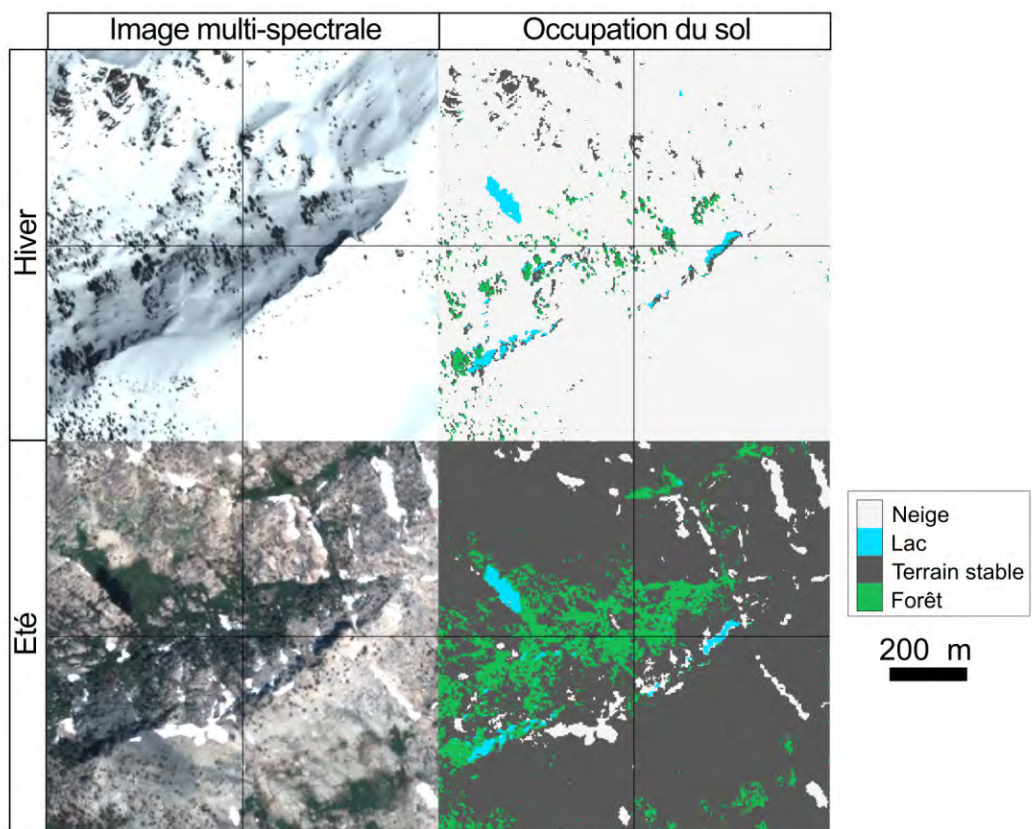 Image multi-spectrale
Occupation du sol
Hiver
Eté
Neige
Lac
Terrain stable
Forêt
200 m